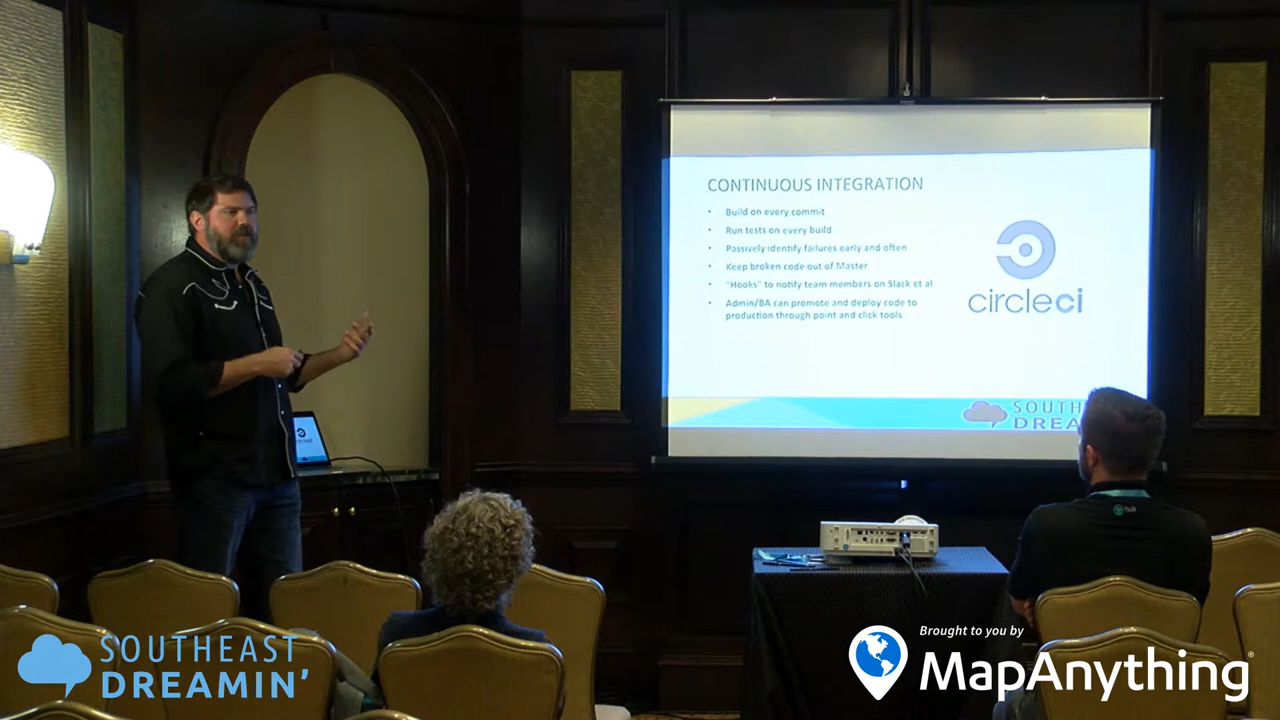 CONTINUOUS INTEGRATION
• Build on every commit
• Run tests on every build
• Passively identify failures early and often
• Keep broken code out of Master
• "Hooks" to notify team members on Slack et al
• Admin/BA can promote and deploy code to
production through point and click tools
circleci
SOUTH
DREA
SOUTHEAST
DREAMIN'
Brought to you by
MapAnything®